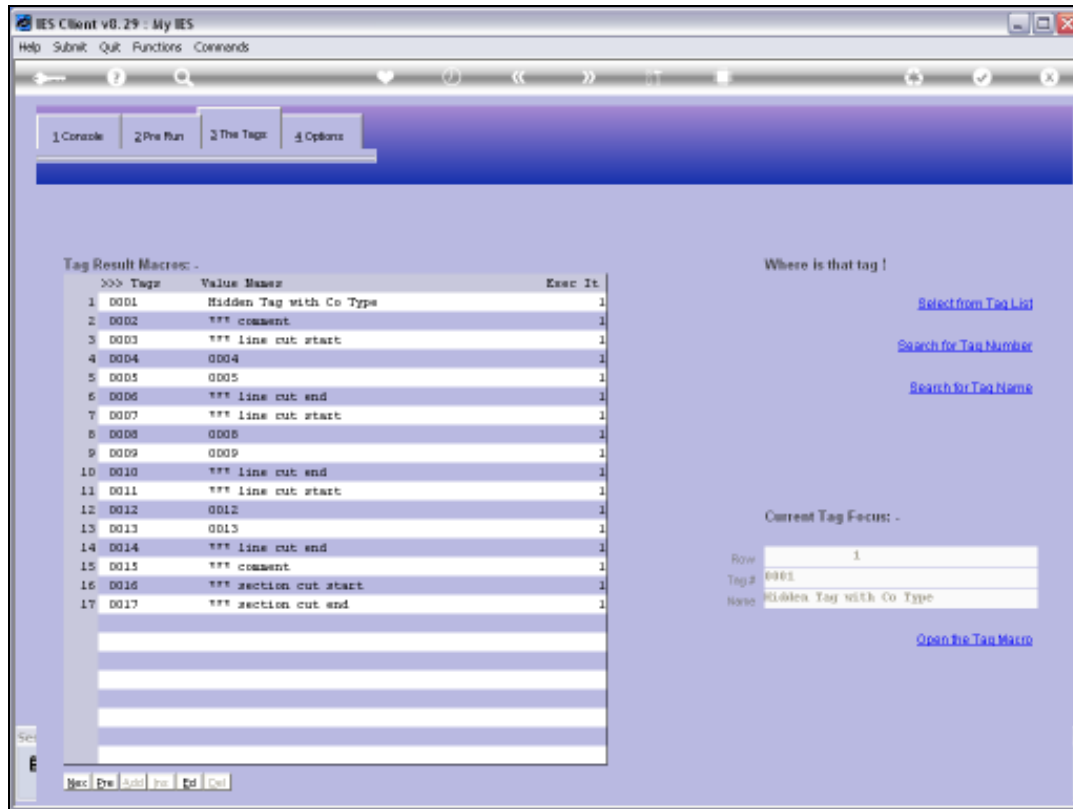 IES Client v8.29 : My IES
Help Submit Quit Functions Commands
1 Console 2 Pre Run 3 The Tags 4 Options
Tag Result Macros: -
>>> Tags Value Names Exec It
1 0001 Hidden Tag with Co Type 1
2 0002 *** comment 1
3 0003 *** line cut start 1
4 0004 0004 1
5 0005 0005 1
6 0006 *** line cut end 1
7 0007 *** line cut start 1
8 0008 0008 1
9 0009 0009 1
10 0010 *** line cut end 1
11 0011 *** line cut start 1
12 0012 0012 1
13 0013 0013 1
14 0014 *** line cut end 1
15 0015 *** comment 1
16 0016 *** section cut start 1
17 0017 *** section cut end 1
Nex Pre Add Ins Ed Del
Where is that tag !
Select from Tag List
Search for Tag Number
Search for Tag Name
Current Tag Focus: -
Row 1
Tag # 0001
Name Hidden Tag with Co Type
Open the Tag Macro